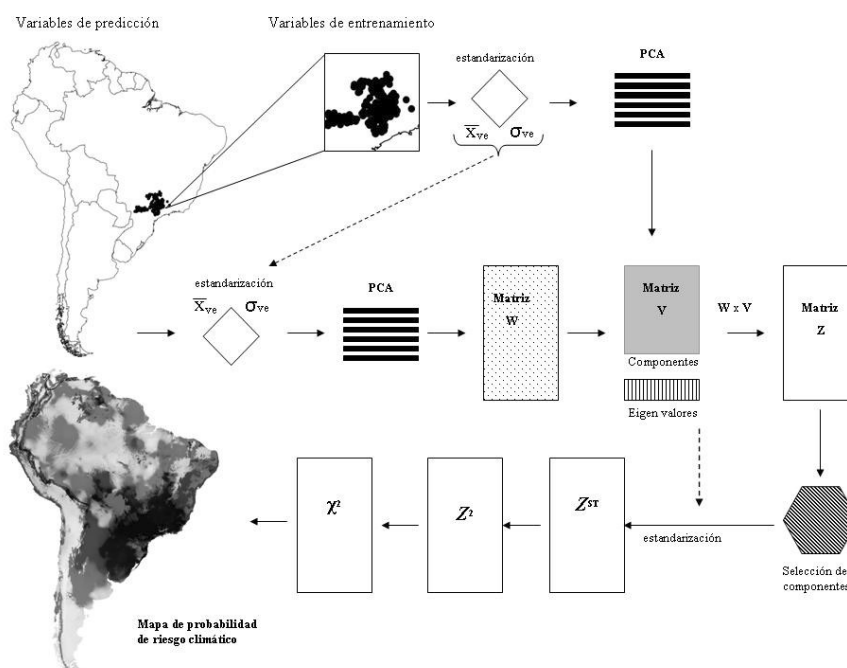 Variables de predicción
Variables de entrenamiento
estandarización
X̅ve σve
PCA
estandarización
X̅ve σve
PCA
Matriz
W
Matriz
V
Componentes
Eigen valores
W x V
Matriz
Z
χ²
Z²
Zˢᵀ
estandarización
Selección de
componentes
Mapa de probabilidad
de riesgo climático